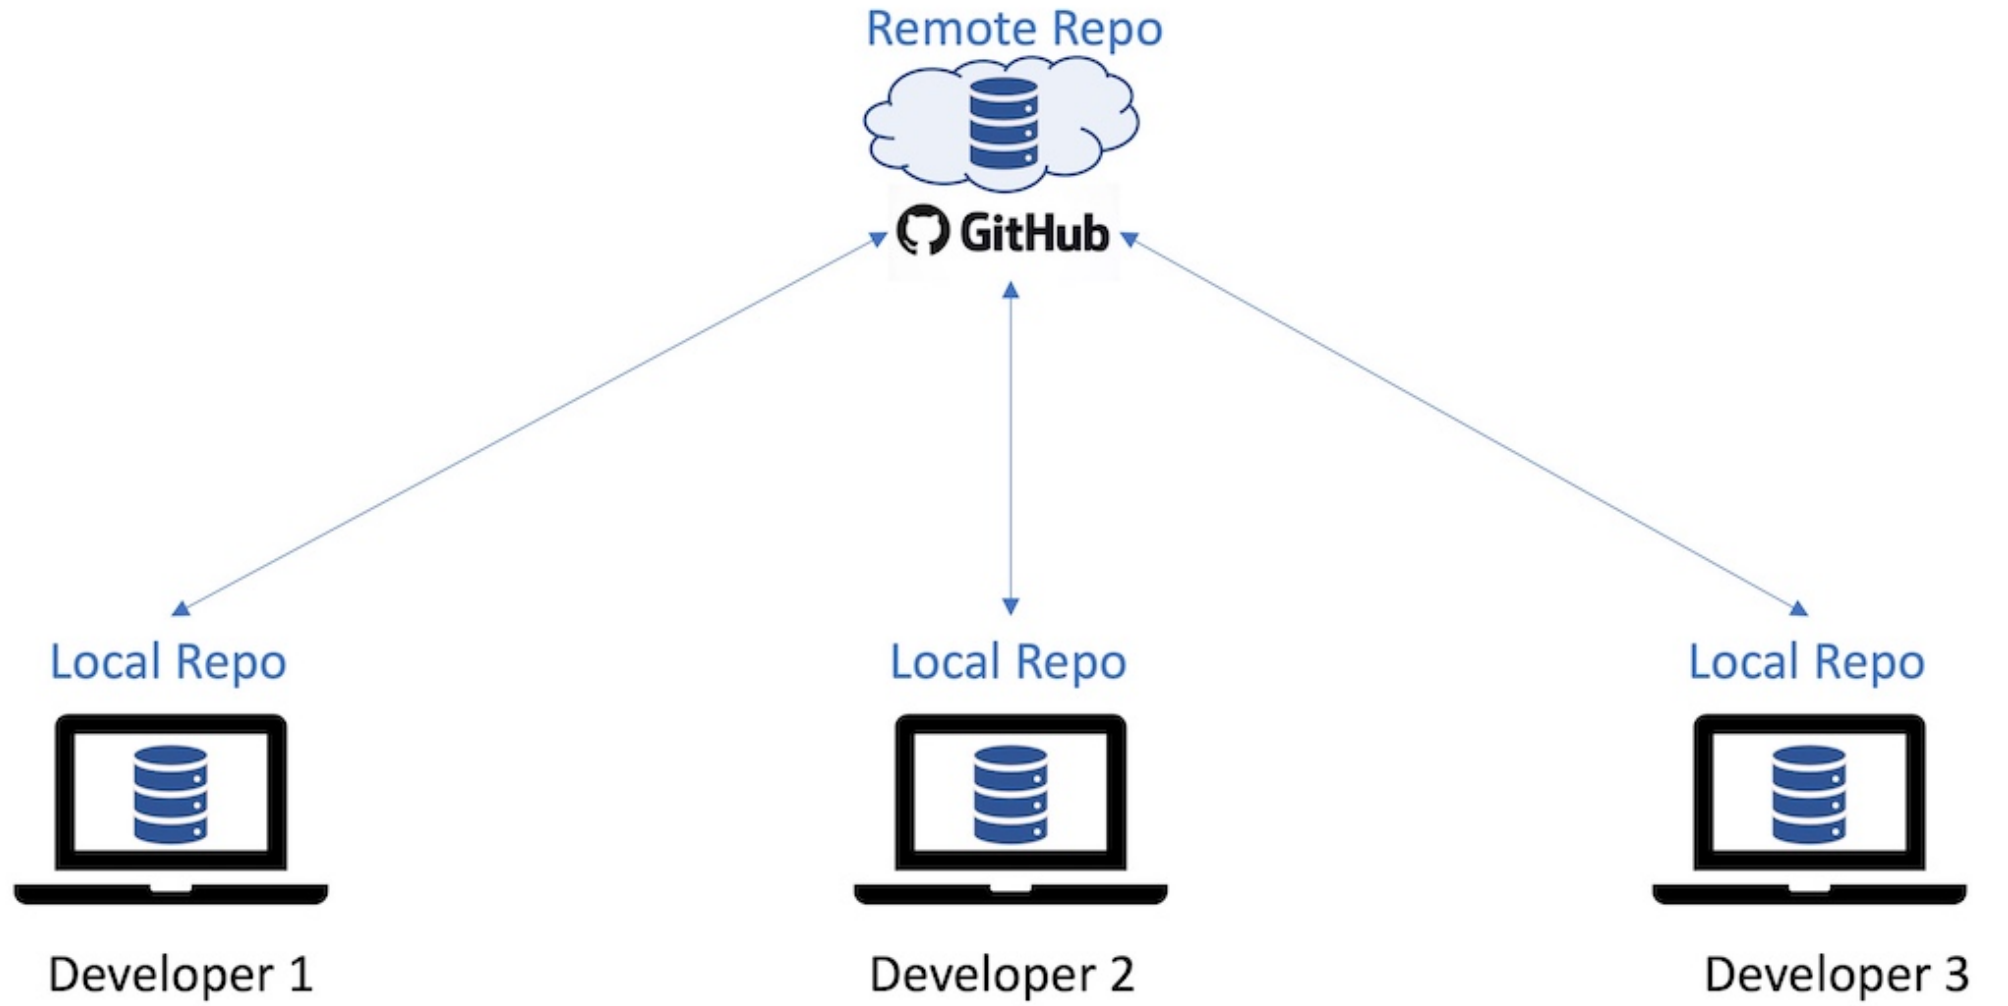 Remote Repo
GitHub
Local Repo
Local Repo
Local Repo
Developer 1
Developer 2
Developer 3